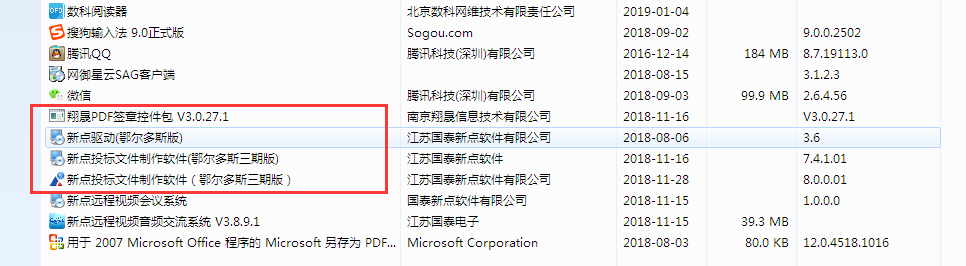 数科阅读器 北京数科网维技术有限责任公司 2019-01-04
搜狗输入法 9.0正式版 Sogou.com 2018-09-02 9.0.0.2502
腾讯QQ 腾讯科技(深圳)有限公司 2016-12-14 184 MB 8.7.19113.0
网御星云SAG客户端 2018-08-15 3.1.2.3
微信 腾讯科技(深圳)有限公司 2018-09-03 99.9 MB 2.6.4.56
翔晟PDF签章控件包 V3.0.27.1 南京翔晟信息技术有限公司 2018-11-16 V3.0.27.1
新点驱动(鄂尔多斯版) 江苏国泰新点软件有限公司 2018-08-06 3.6
新点投标文件制作软件(鄂尔多斯三期版) 江苏国泰新点软件 2018-11-16 7.4.1.01
新点投标文件制作软件（鄂尔多斯三期版） 江苏国泰新点软件有限公司 2018-11-28 8.0.0.01
新点远程视频会议系统 国泰新点软件有限公司 2018-11-15 1.0.0.0
新点远程视频音频交流系统 V3.8.9.1 江苏国泰电子 2018-11-15 39.3 MB
用于 2007 Microsoft Office 程序的 Microsoft 另存为 PDF... Microsoft Corporation 2018-08-03 80.0 KB 12.0.4518.1016